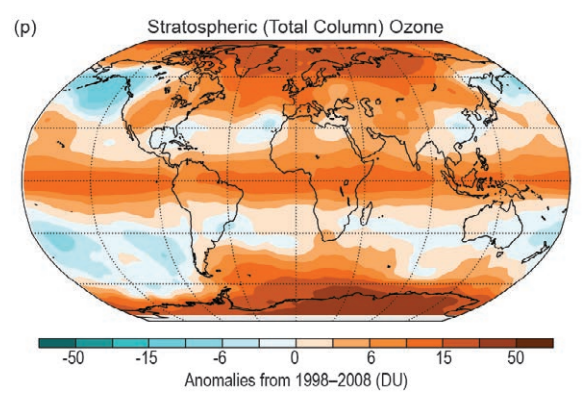 (p) Stratospheric (Total Column) Ozone
-50 -15 -6 0 6 15 50
Anomalies from 1998–2008 (DU)